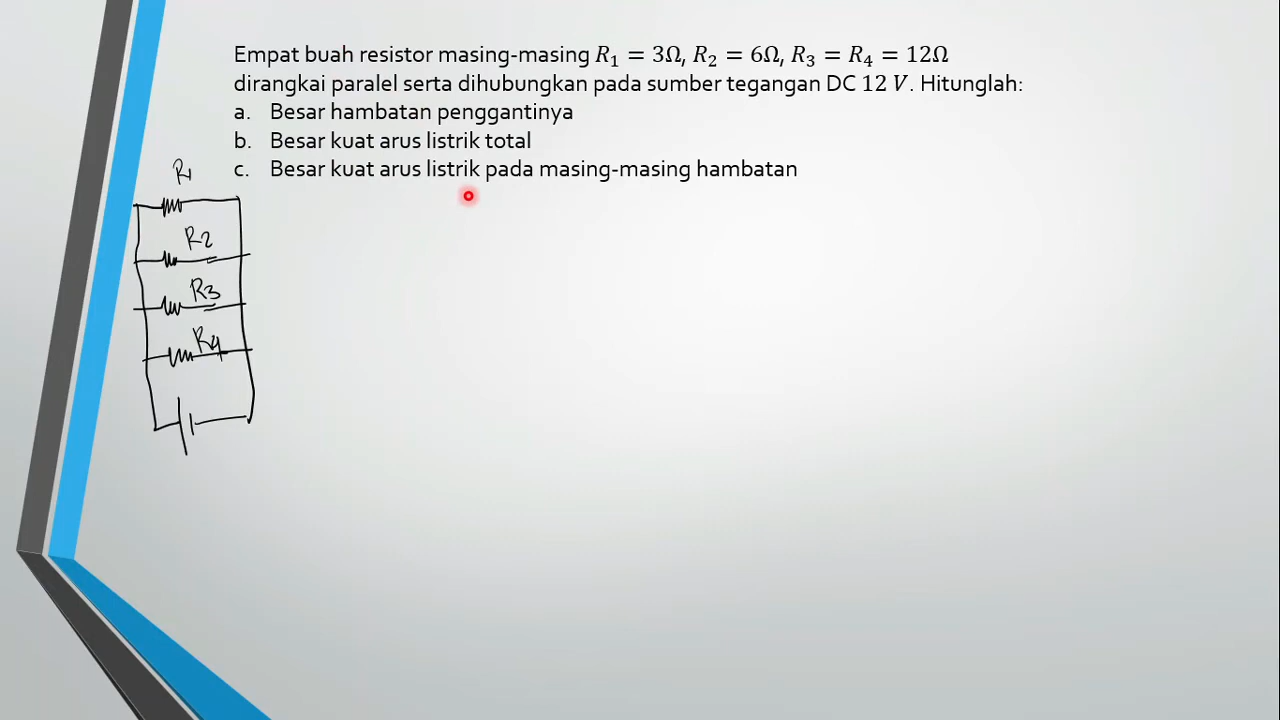 Empat buah resistor masing-masing R₁ = 3Ω, R₂ = 6Ω, R₃ = R₄ = 12Ω
dirangkai paralel serta dihubungkan pada sumber tegangan DC 12 V. Hitunglah:
a. Besar hambatan penggantinya
b. Besar kuat arus listrik total
c. Besar kuat arus listrik pada masing-masing hambatan
R1
R2
R3
R4